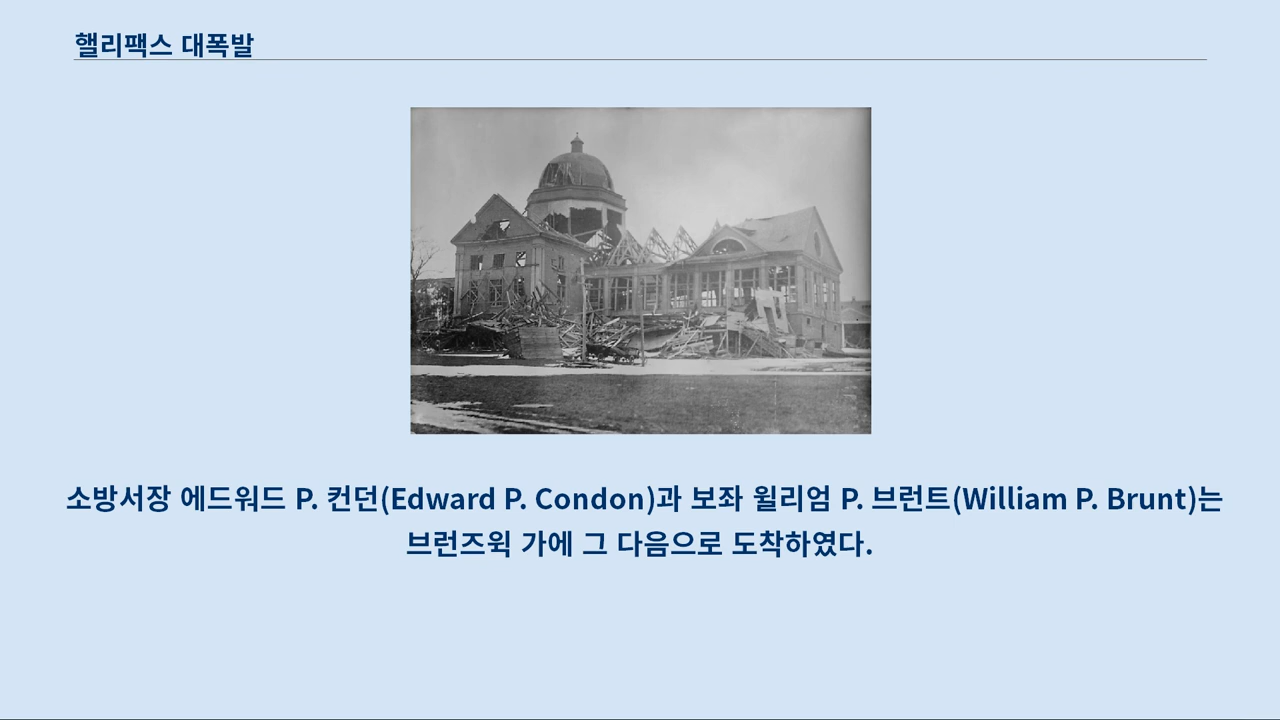 핼리팩스 대폭발
소방서장 에드워드 P. 컨던(Edward P. Condon)과 보좌 윌리엄 P. 브런트(William P. Brunt)는
브런즈윅 가에 그 다음으로 도착하였다.